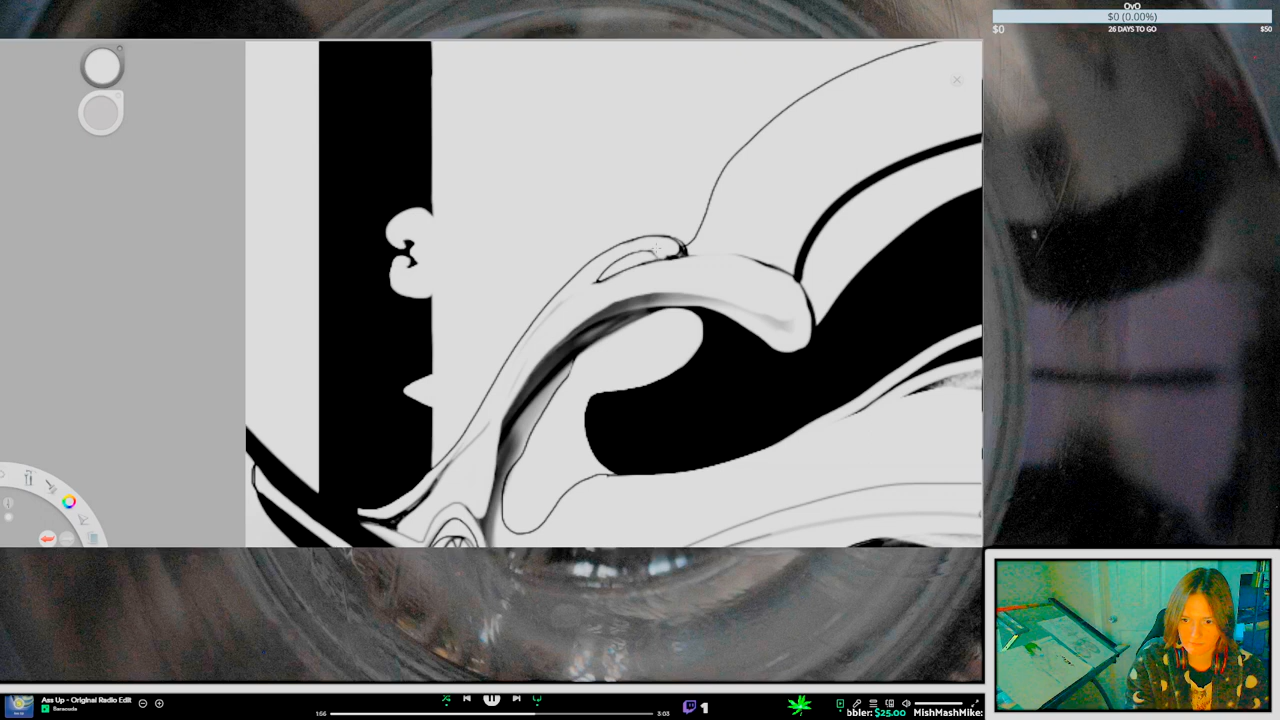 OvO
$0 (0.00%)
$0 26 DAYS TO GO $50
Ass Up - Original Radio Edit
Baracuda
1:56
3:03
1
bbler: $25.00 MishMashMike: